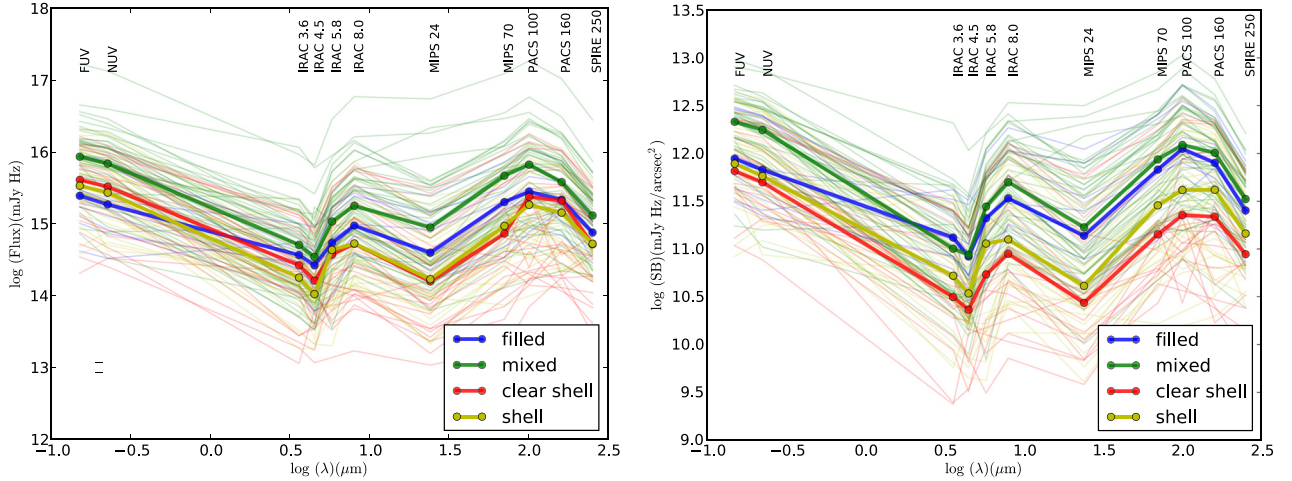 18
17
16
15
14
13
12
−1.0
−0.5
0.0
0.5
1.0
1.5
2.0
2.5
log (λ)(μm)
log (Flux)(mJy Hz)
FUV
NUV
IRAC 3.6
IRAC 4.5
IRAC 5.8
IRAC 8.0
MIPS 24
MIPS 70
PACS 100
PACS 160
SPIRE 250
filled
mixed
clear shell
shell
13.5
13.0
12.5
12.0
11.5
11.0
10.5
10.0
9.5
9.0
−1.0
−0.5
0.0
0.5
1.0
1.5
2.0
2.5
log (λ)(μm)
log (SB)(mJy Hz/arcsec²)
FUV
NUV
IRAC 3.6
IRAC 4.5
IRAC 5.8
IRAC 8.0
MIPS 24
MIPS 70
PACS 100
PACS 160
SPIRE 250
filled
mixed
clear shell
shell